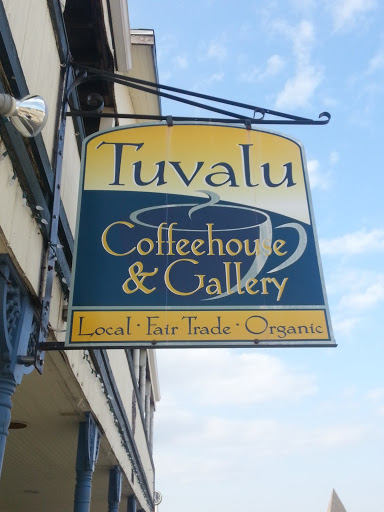 Tuvalu
Coffeehouse
& Gallery
Local · Fair Trade · Organic